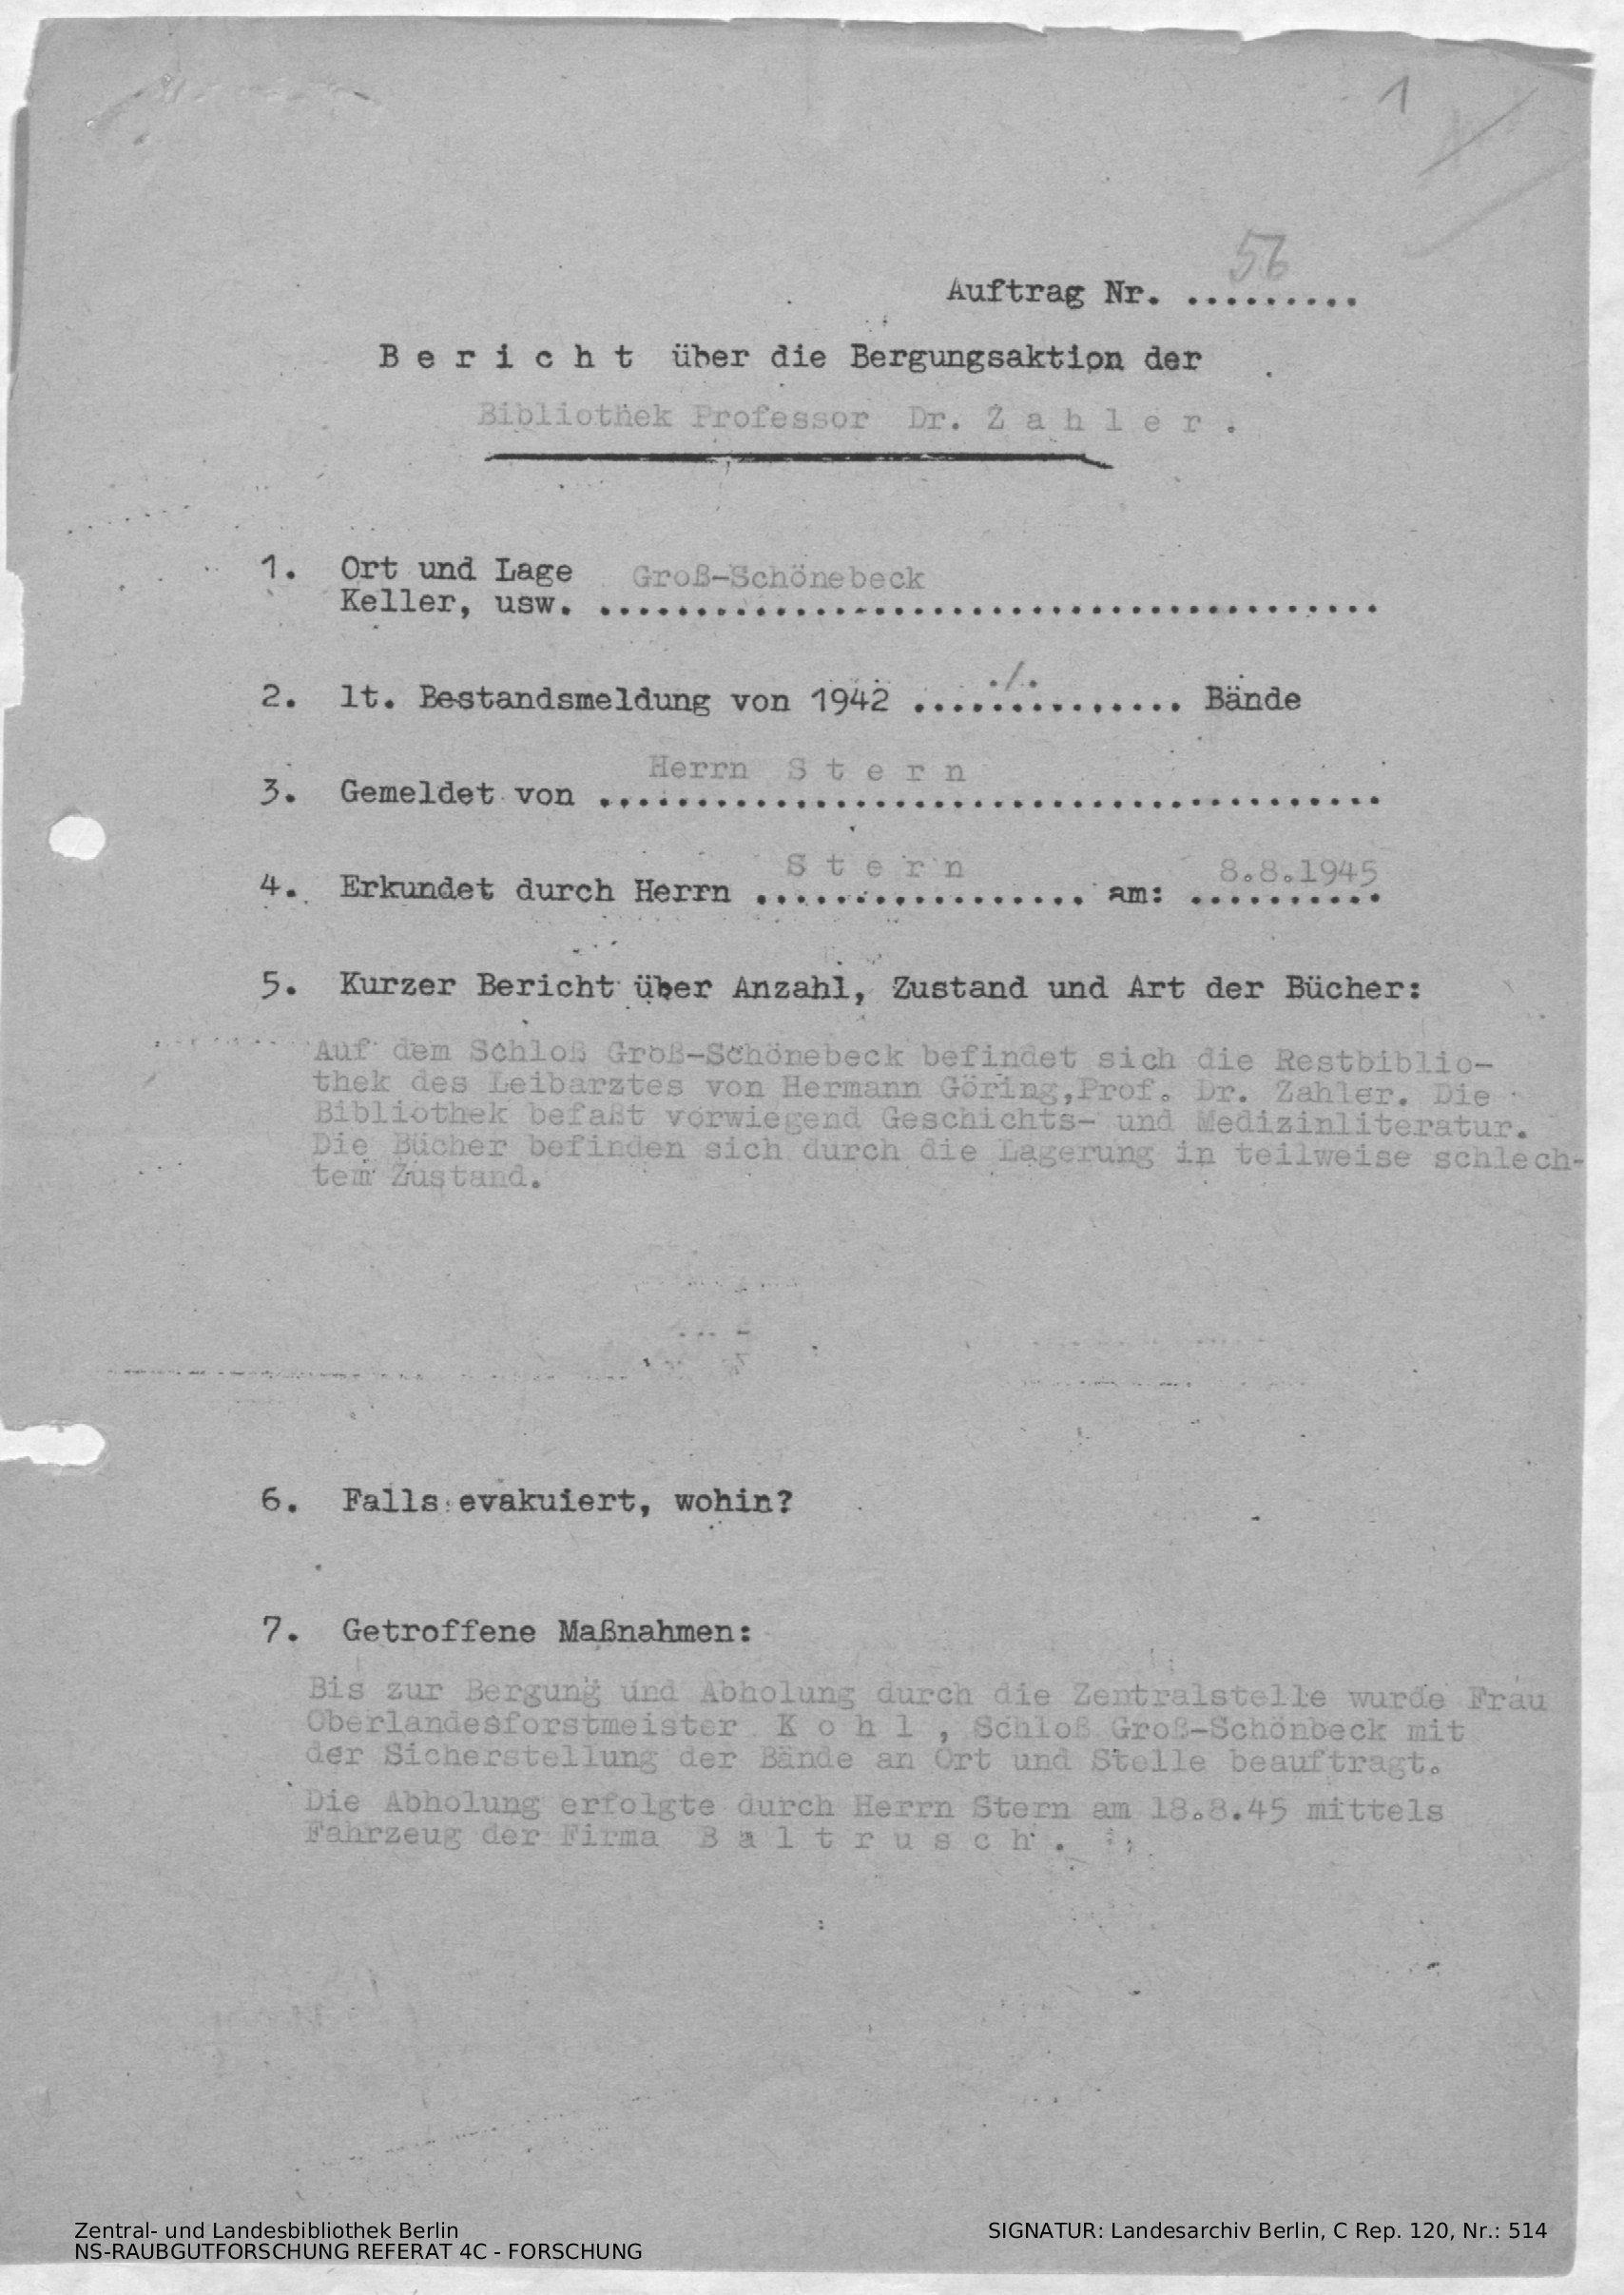 1
56
Auftrag Nr. .........
B e r i c h t über die Bergungsaktion der
Bibliothek Professor Dr. Z a h l e r .
1. Ort und Lage Groß-Schönebeck
Keller, usw. ........................................
2. lt. Bestandsmeldung von 1942 ......./....... Bände
Herrn S t e r n
3. Gemeldet von ........................................
S t e r n 8.8.1945
4. Erkundet durch Herrn ................. am: ..........
5. Kurzer Bericht über Anzahl, Zustand und Art der Bücher:
Auf dem Schloß Groß-Schönebeck befindet sich die Restbiblio-
thek des Leibarztes von Hermann Göring,Prof. Dr. Zahler. Die
Bibliothek befaßt vorwiegend Geschichts- und Medizinliteratur.
Die Bücher befinden sich durch die Lagerung in teilweise schlech-
tem Zustand.
6. Falls evakuiert, wohin?
7. Getroffene Maßnahmen:
Bis zur Bergung und Abholung durch die Zentralstelle wurde Frau
Oberlandesforstmeister K o h l , Schloß Groß-Schönbeck mit
der Sicherstellung der Bände an Ort und Stelle beauftragt.
Die Abholung erfolgte durch Herrn Stern am 18.8.45 mittels
Fahrzeug der Firma B a l t r u s c h .
Zentral- und Landesbibliothek Berlin
NS-RAUBGUTFORSCHUNG REFERAT 4C - FORSCHUNG
SIGNATUR: Landesarchiv Berlin, C Rep. 120, Nr.: 514